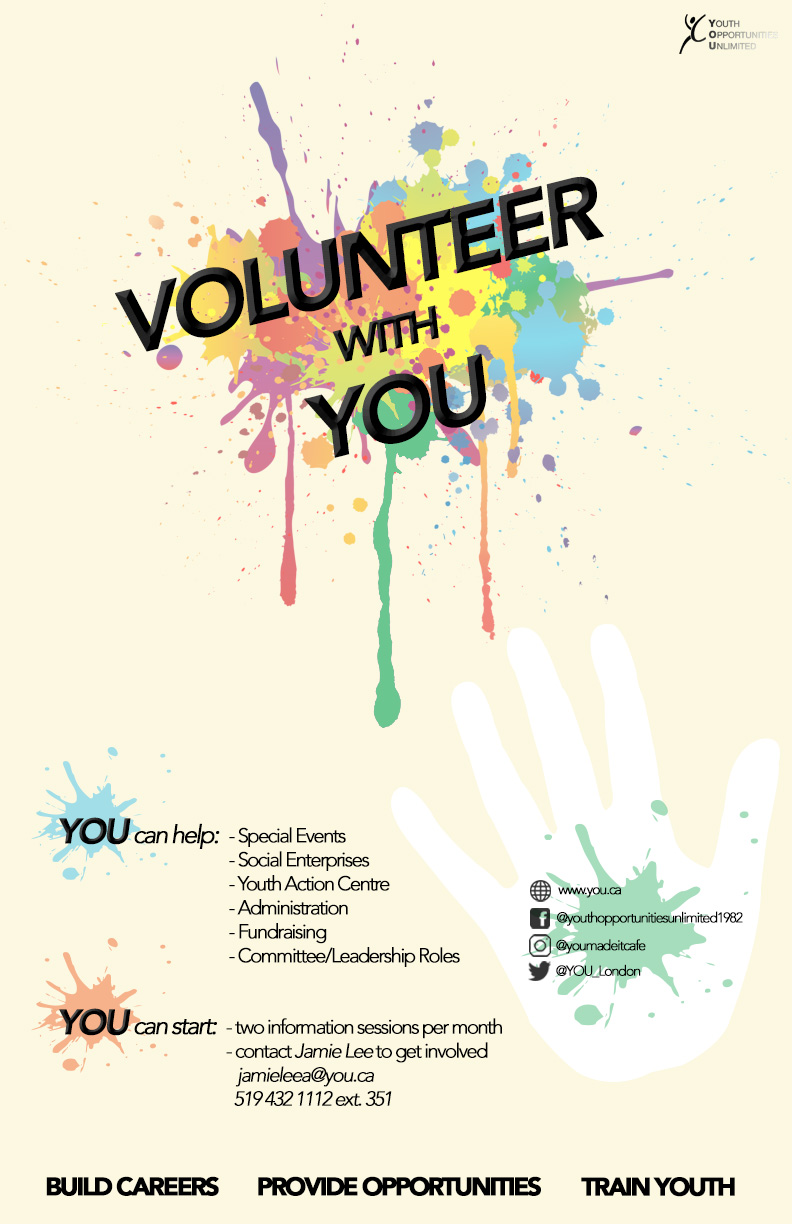 YOUTH
OPPORTUNITIES
UNLIMITED
VOLUNTEER
WITH
YOU
YOU can help: - Special Events
- Social Enterprises
- Youth Action Centre
- Administration
- Fundraising
- Committee/Leadership Roles
www.you.ca
@youthopportunitiesunlimited1982
@youmadeitcafe
@YOU_London
YOU can start: - two information sessions per month
- contact Jamie Lee to get involved
jamieleea@you.ca
519 432 1112 ext. 351
BUILD CAREERS PROVIDE OPPORTUNITIES TRAIN YOUTH